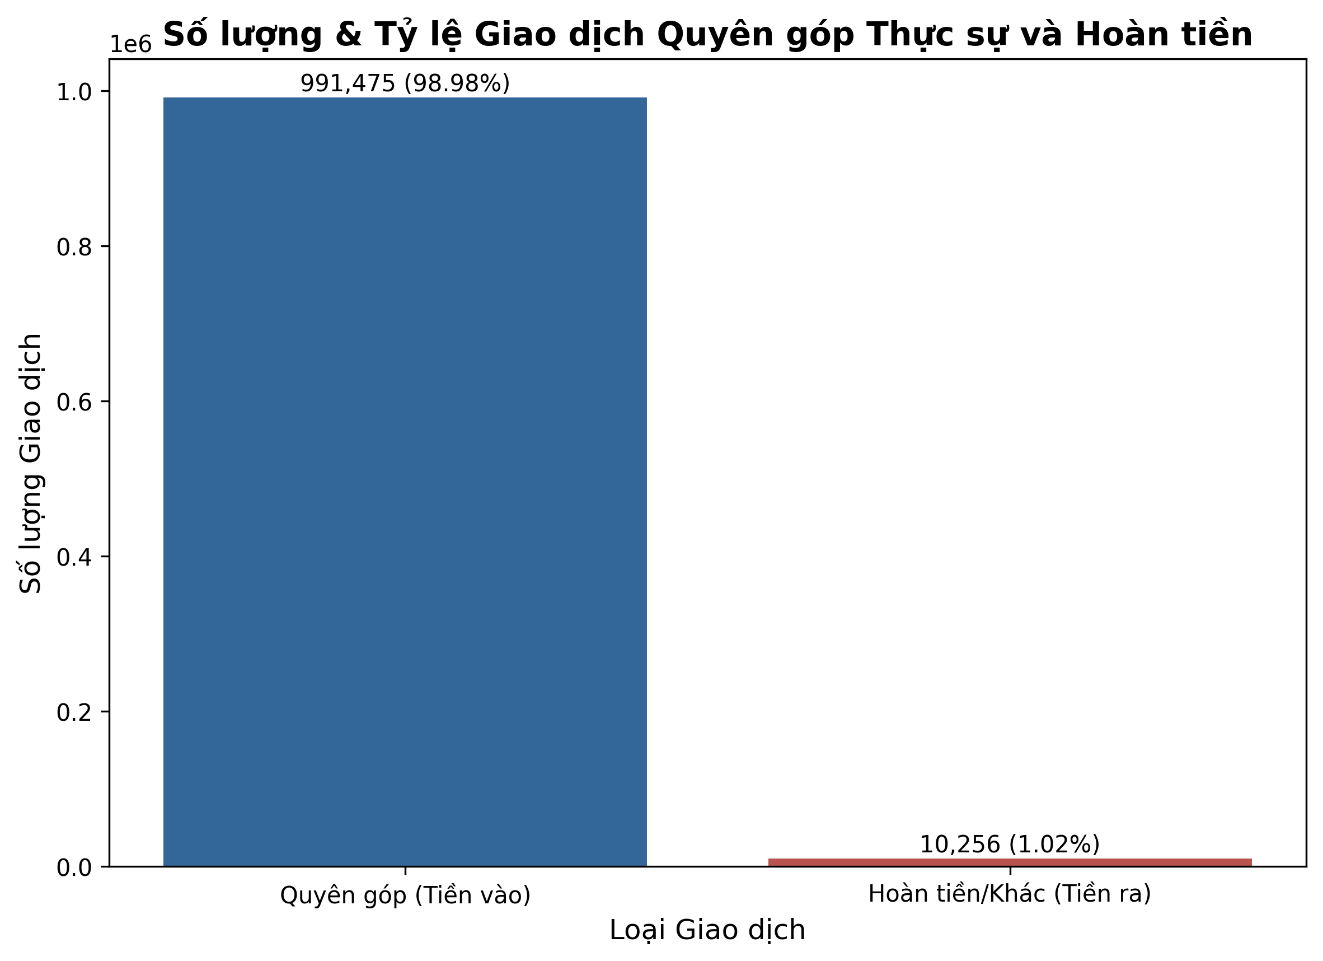 Số lượng & Tỷ lệ Giao dịch Quyên góp Thực sự và Hoàn tiền
1e6
991,475 (98.98%)
10,256 (1.02%)
1.0
0.8
0.6
0.4
0.2
0.0
Số lượng Giao dịch
Quyên góp (Tiền vào)
Hoàn tiền/Khác (Tiền ra)
Loại Giao dịch